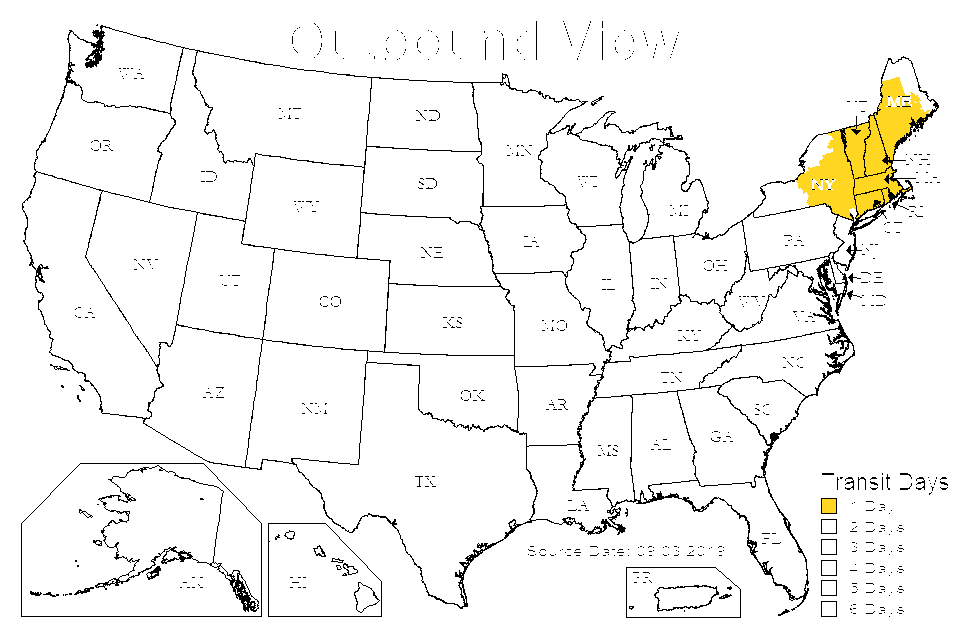 Outbound View
WA
MT
ND
MN
ME
OR
ID
SD
WI
NH
WY
MI
NY
RI
IA
CT
NE
PA
NV
NJ
UT
OH
IL
IN
DE
CO
WV
MD
CA
KS
MO
KY
VA
AZ
OK
TN
NC
NM
AR
SC
MS
AL
GA
TX
LA
FL
Transit Days
1 Day
2 Days
3 Days
4 Days
5 Days
6 Days
Source Date: 09.03.2019
AK
HI
PR